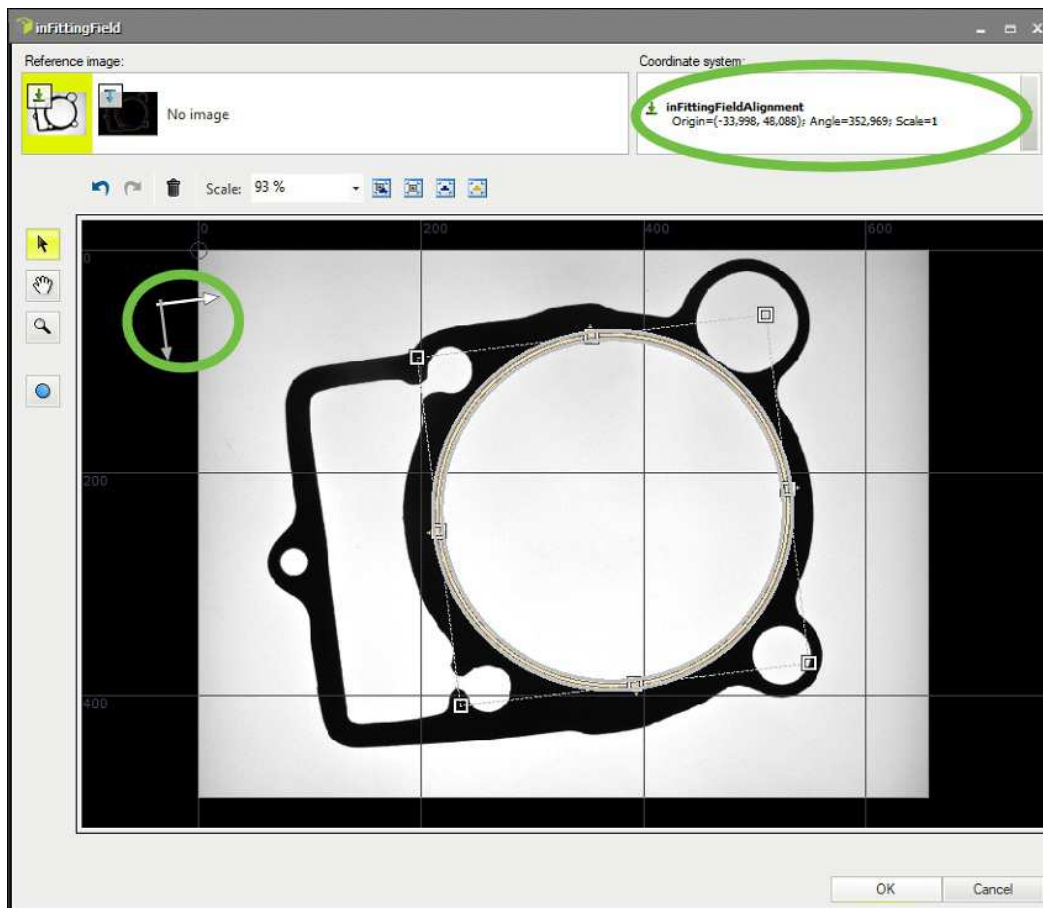 inFittingField
Reference image:
Coordinate system:
No image
inFittingFieldAlignment
Origin=(-33,998, 48,088); Angle=352,969; Scale=1
Scale: 93 %
0 200 400 600
0
200
400
OK Cancel